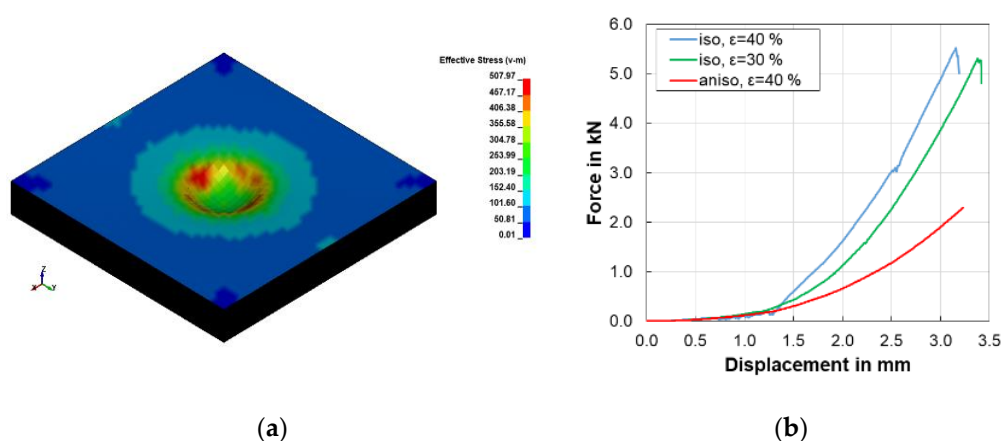 Effective Stress (v-m)
507.97
467.17
406.38
355.58
304.78
253.99
203.19
152.40
101.60
50.81
0.01
Z
X
Y
(a)
b)
6.0
5.0
4.0
3.0
2.0
1.0
0.0
Force in kN
iso, ε=40 %
iso, ε=30 %
aniso, ε=40 %
0.0 0.5 1.0 1.5 2.0 2.5 3.0 3.5
Displacement in mm
(b)